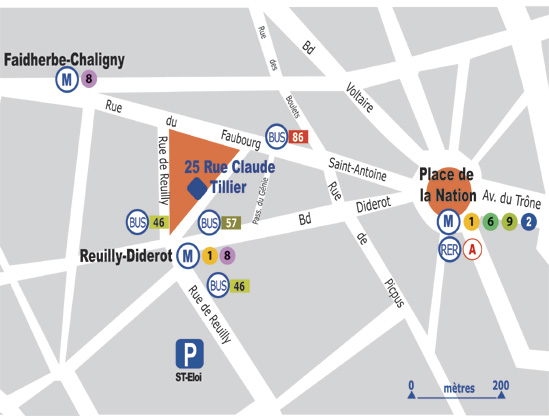 Faidherbe-Chaligny
M 8
Rue des Boulets
Bd Voltaire
Rue du Faubourg Saint-Antoine
BUS 86
Rue de Reuilly
25 Rue Claude
Tillier
Pass. du Génie
Place de
la Nation
Av. du Trône
M 1 6 9 2
RER A
BUS 46
BUS 57
Bd Diderot
Rue de Picpus
Reuilly-Diderot M 1 8
BUS 46
Rue de Reuilly
P
ST-Eloi
0 mètres 200